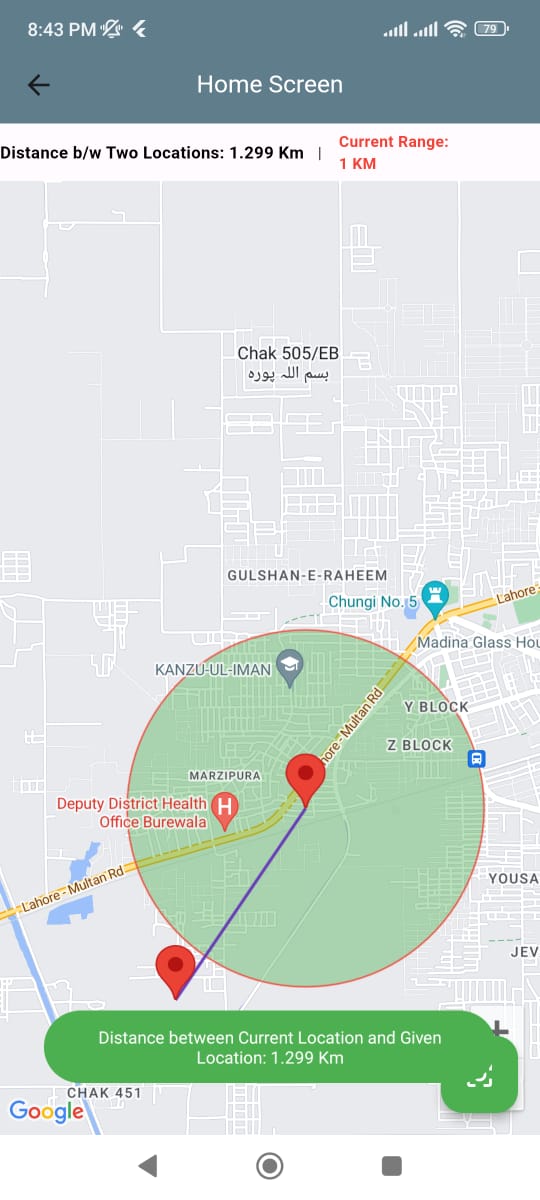 8:43 PM
79
Home Screen
Distance b/w Two Locations: 1.299 Km
|
Current Range:
1 KM
Chak 505/EB
بسم اللہ پورہ
GULSHAN-E-RAHEEM
Chungi No. 5
Lahore-
Madina Glass Hou
KANZU-UL-IMAN
hore - Multan Rd
Y BLOCK
Z BLOCK
MARZIPURA
Deputy District Health
Office Burewala
H
Lahore - Multan Rd
YOUSA
JEV
Distance between Current Location and Given
Location: 1.299 Km
+
CHAK 451
Google